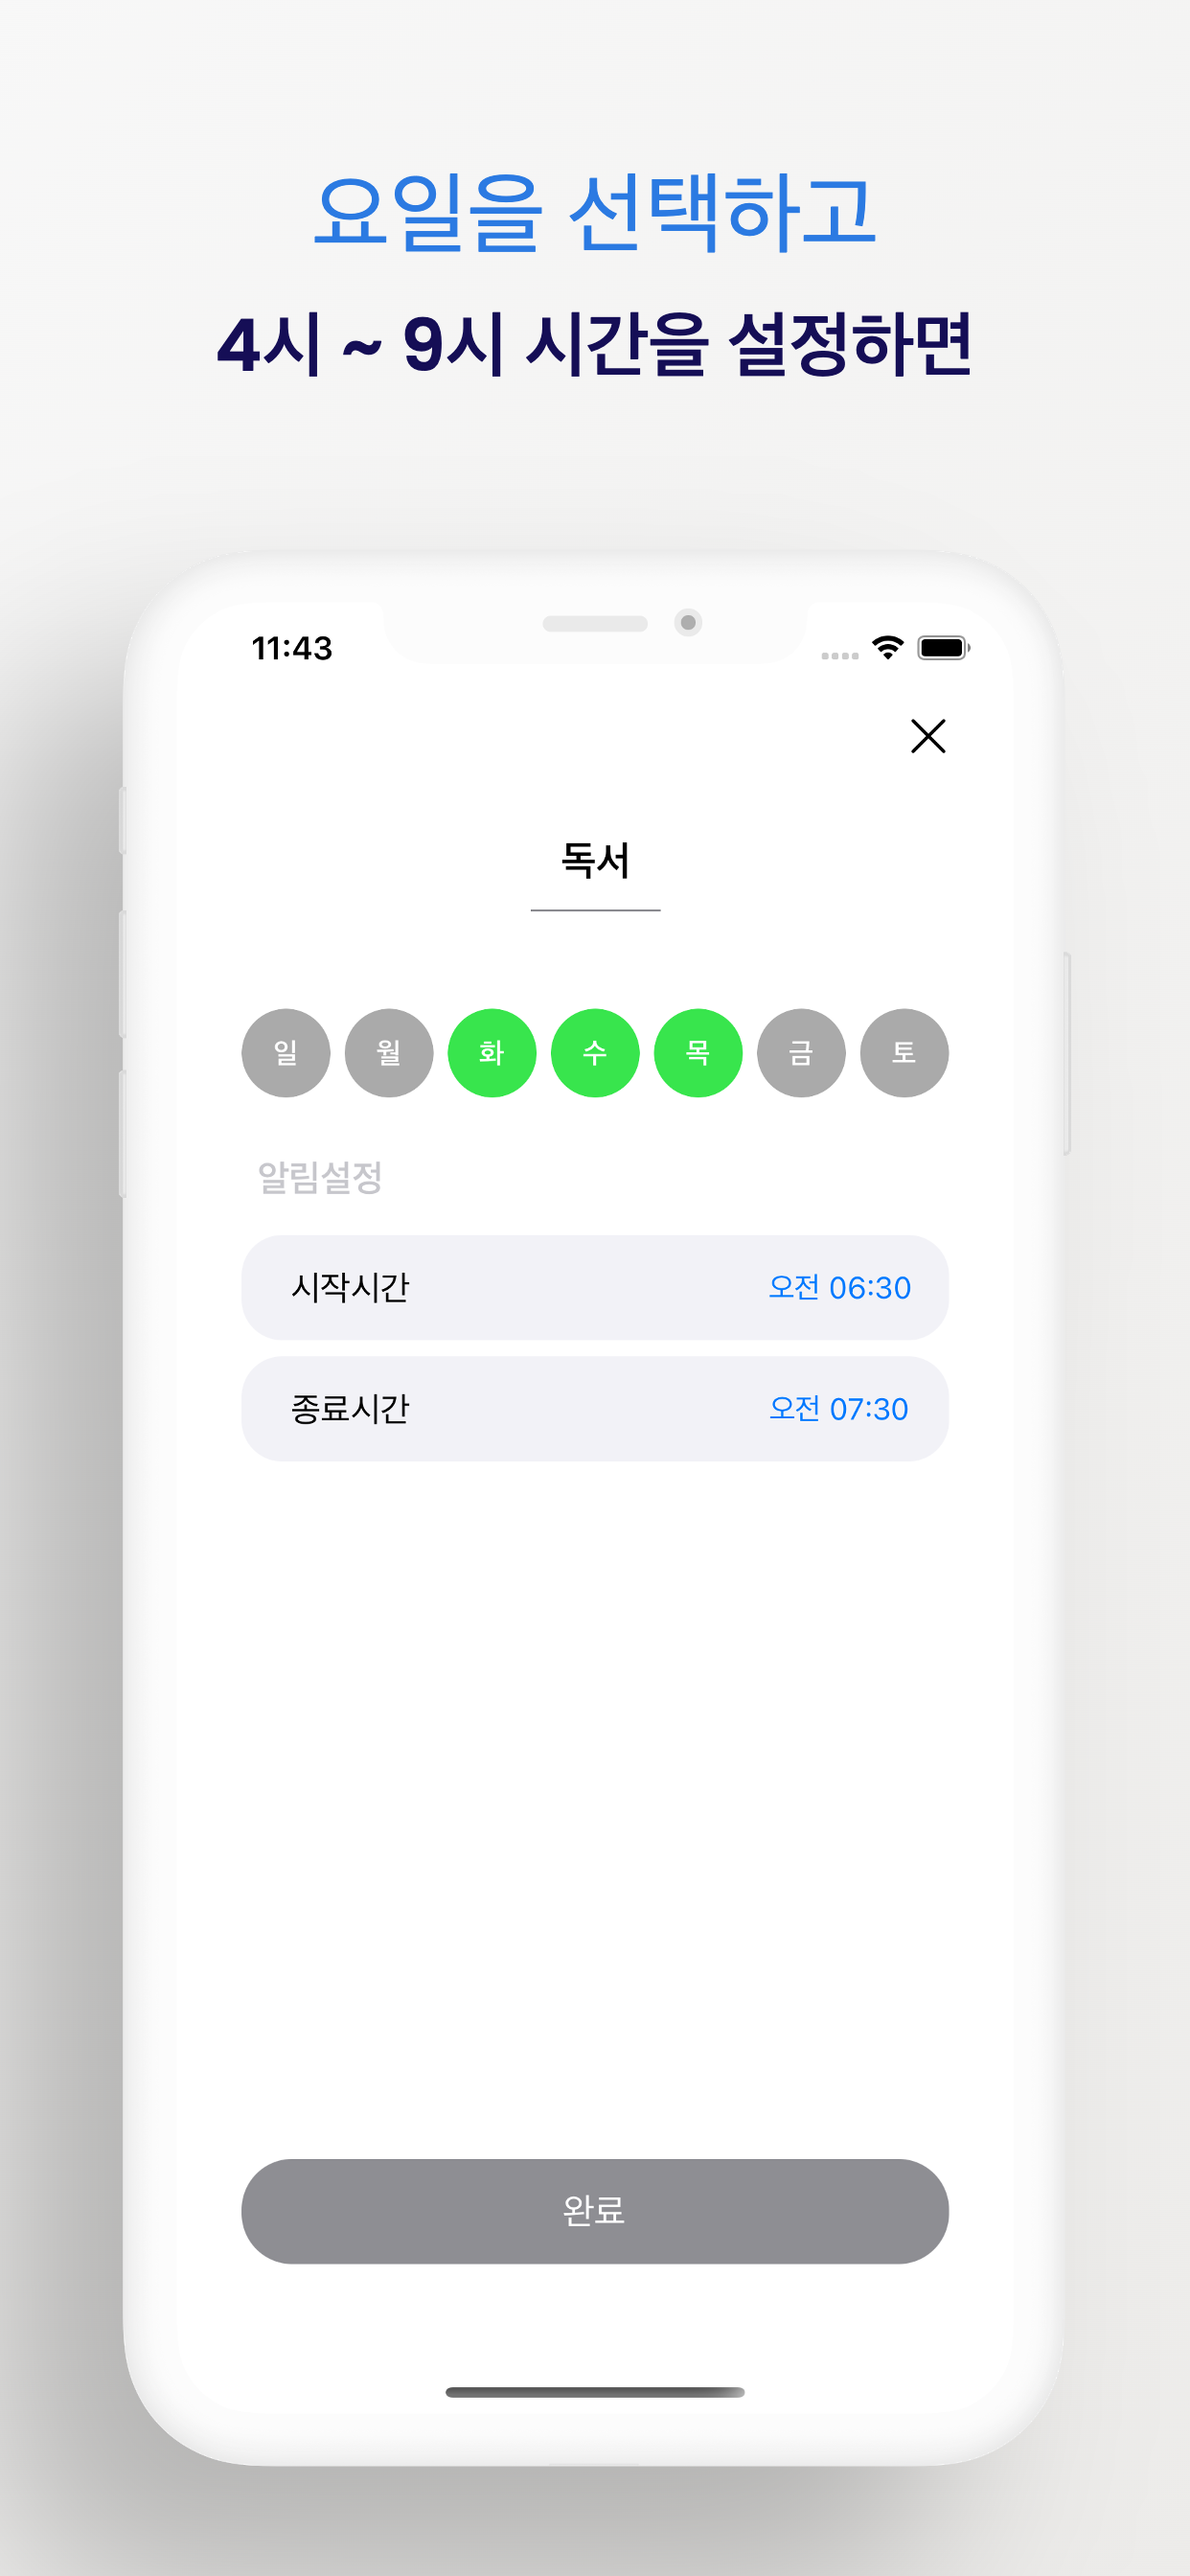 요일을 선택하고
4시 ~ 9시 시간을 설정하면
11:43
독서
일 월 화 수 목 금 토
알림설정
시작시간 오전 06:30
종료시간 오전 07:30
완료